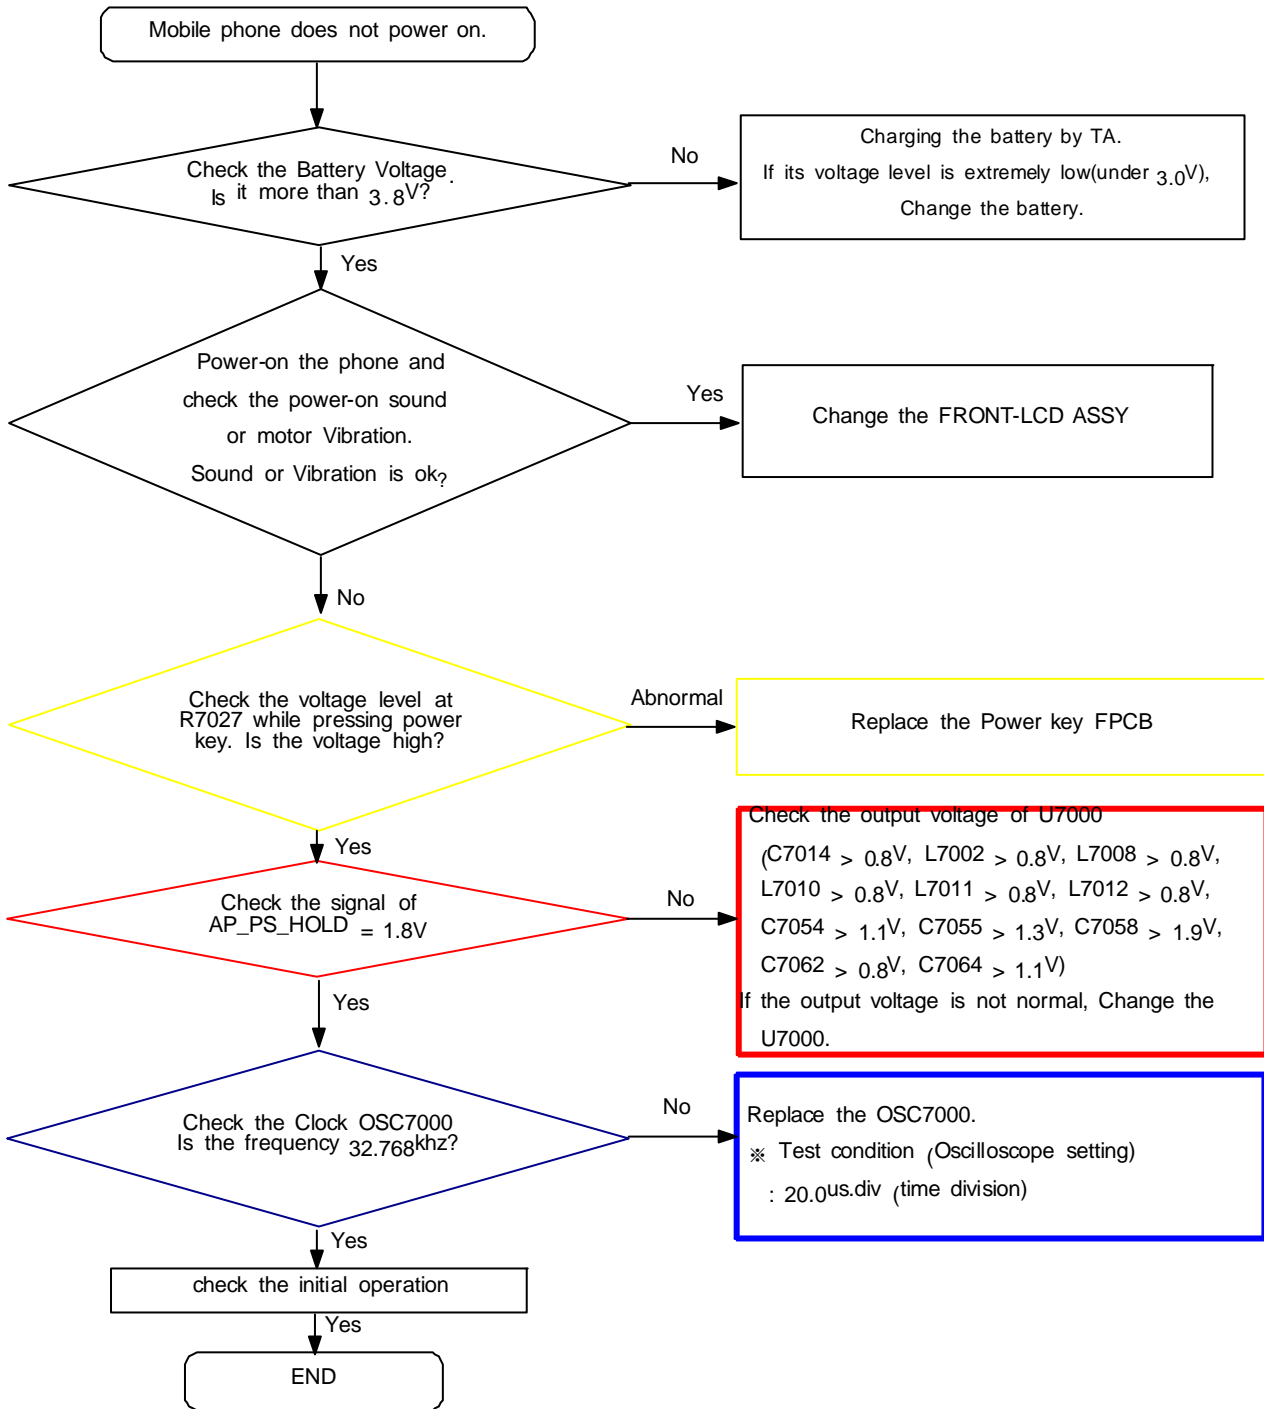 Mobile phone does not power on.
Check the Battery Voltage.
Is it more than 3.8V?
No
Charging the battery by TA.
If its voltage level is extremely low(under 3.0V),
Change the battery.
Yes
Power-on the phone and
check the power-on sound
or motor Vibration.
Sound or Vibration is ok?
Yes
Change the FRONT-LCD ASSY
No
Check the voltage level at
R7027 while pressing power
key. Is the voltage high?
Abnormal
Replace the Power key FPCB
Yes
Check the signal of
AP_PS_HOLD = 1.8V
No
Check the output voltage of U7000
(C7014 > 0.8V, L7002 > 0.8V, L7008 > 0.8V,
L7010 > 0.8V, L7011 > 0.8V, L7012 > 0.8V,
C7054 > 1.1V, C7055 > 1.3V, C7058 > 1.9V,
C7062 > 0.8V, C7064 > 1.1V)
If the output voltage is not normal, Change the
U7000.
Yes
Check the Clock OSC7000
Is the frequency 32.768khz?
No
Replace the OSC7000.
※ Test condition (Oscilloscope setting)
: 20.0us.div (time division)
Yes
check the initial operation
Yes
END